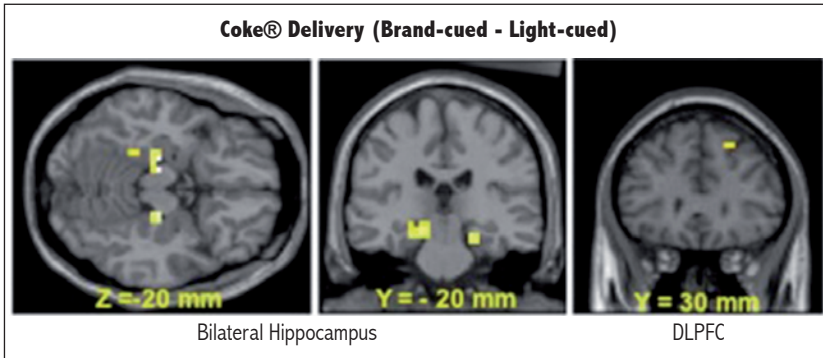 Coke® Delivery (Brand-cued - Light-cued)
Z =-20 mm
Y = - 20 mm
Y = 30 mm
Bilateral Hippocampus
DLPFC